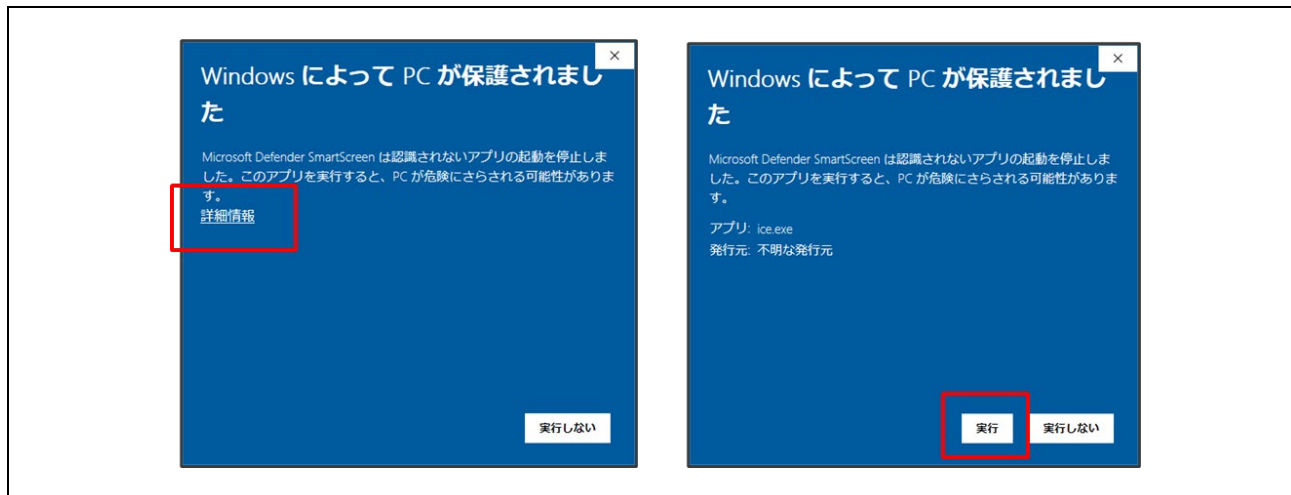 Windows によって PC が保護されまし
た
Microsoft Defender SmartScreen は認識されないアプリの起動を停止しま
した。このアプリを実行すると、PC が危険にさらされる可能性がありま
す。
詳細情報
実行しない
Windows によって PC が保護されまし
た
Microsoft Defender SmartScreen は認識されないアプリの起動を停止しま
した。このアプリを実行すると、PC が危険にさらされる可能性がありま
す。
アプリ: ice.exe
発行元: 不明な発行元
実行
実行しない